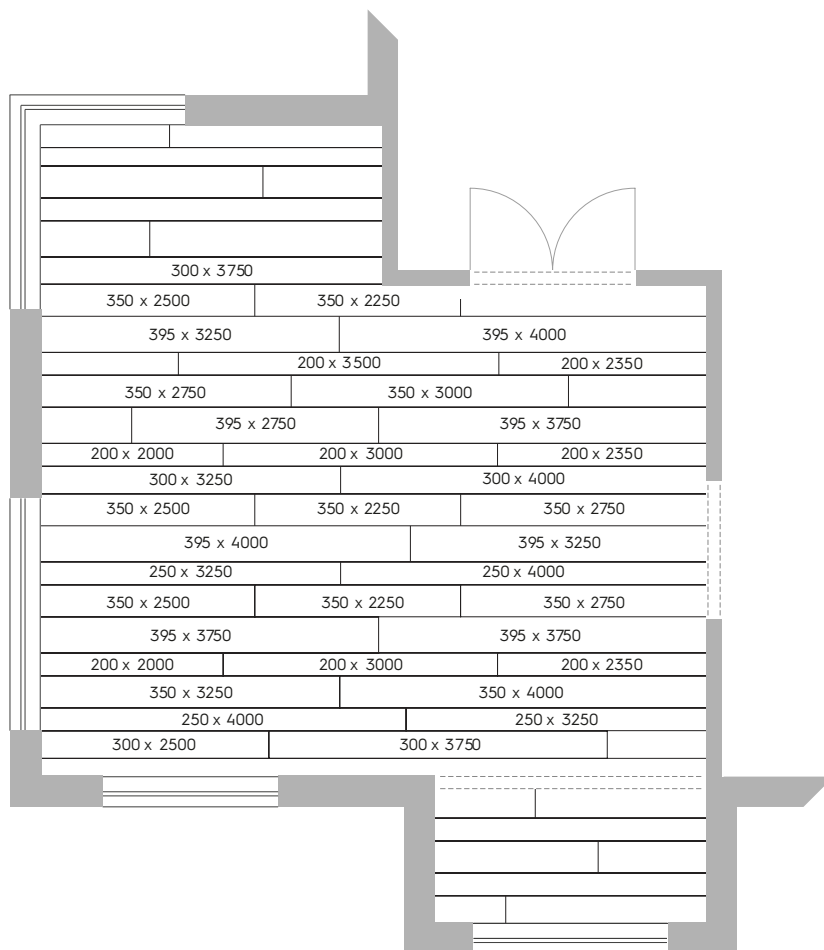 300 x 3750
350 x 2500 350 x 2250
395 x 3250 395 x 4000
200 x 3500 200 x 2350
350 x 2750 350 x 3000
395 x 2750 395 x 3750
200 x 2000 200 x 3000 200 x 2350
300 x 3250 300 x 4000
350 x 2500 350 x 2250 350 x 2750
395 x 4000 395 x 3250
250 x 3250 250 x 4000
350 x 2500 350 x 2250 350 x 2750
395 x 3750 395 x 3750
200 x 2000 200 x 3000 200 x 2350
350 x 3250 350 x 4000
250 x 4000 250 x 3250
300 x 2500 300 x 3750